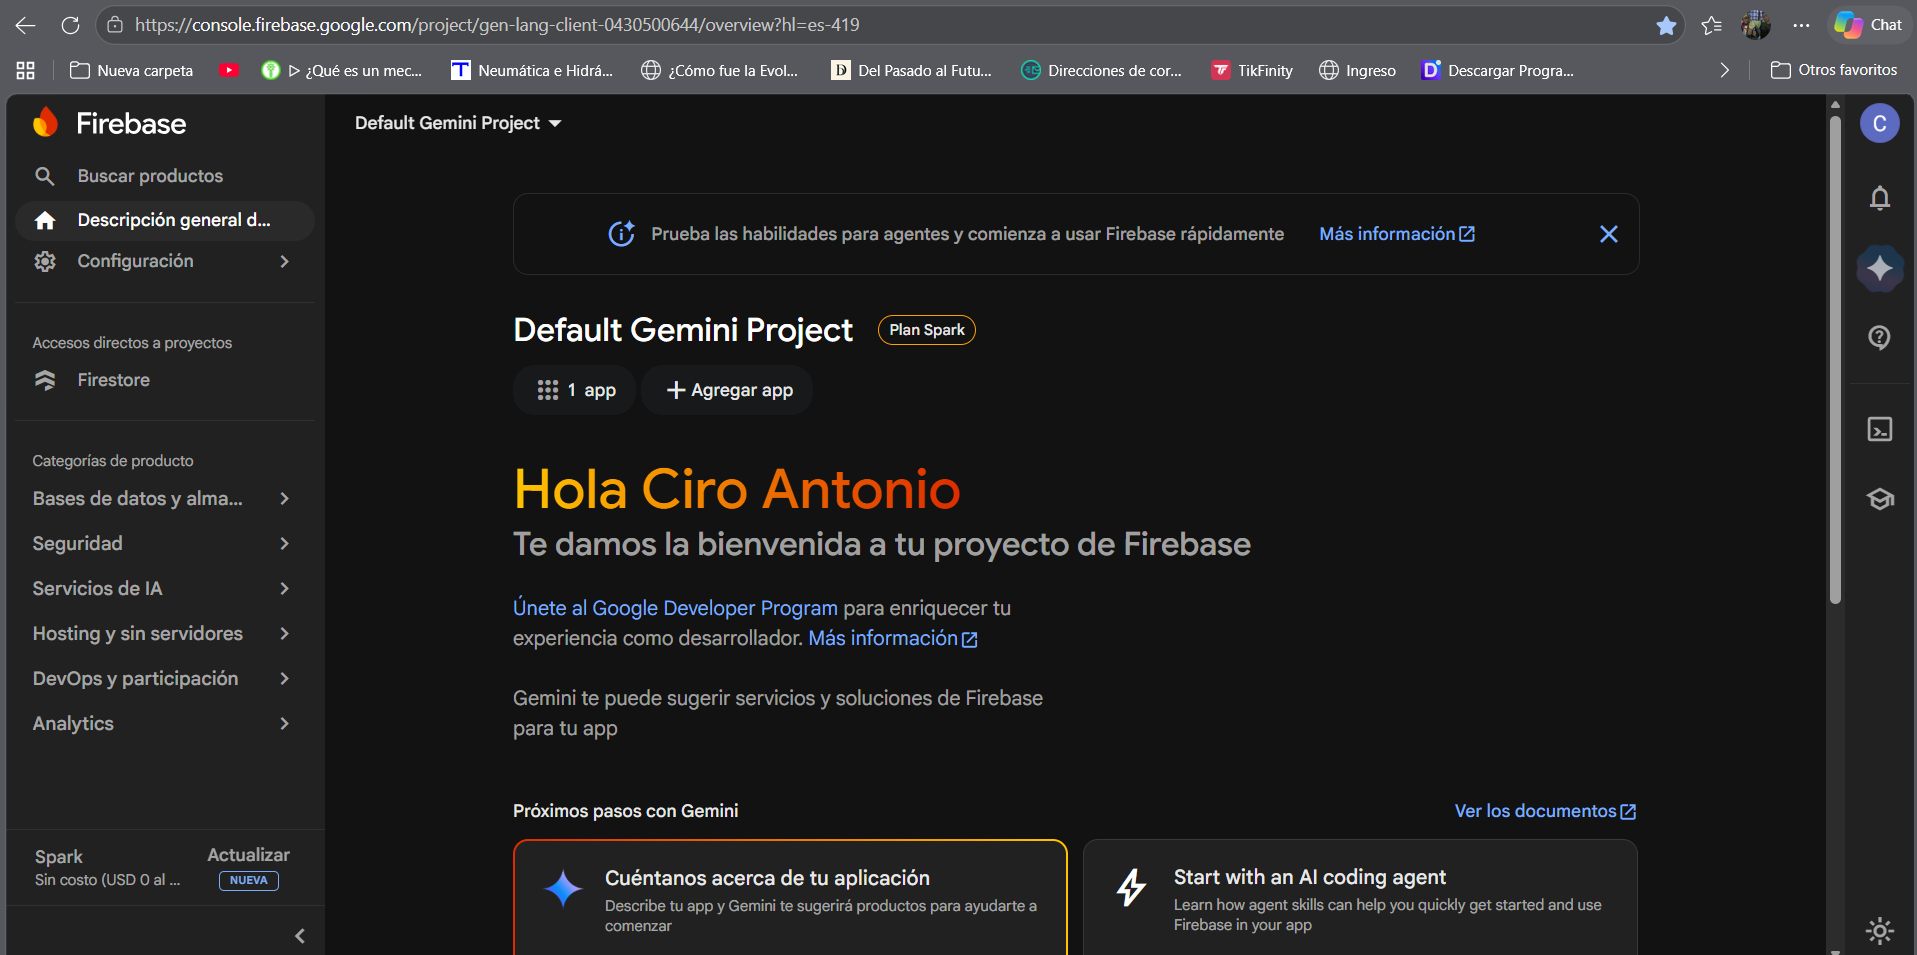 https://console.firebase.google.com/project/gen-lang-client-0430500644/overview?hl=es-419
Chat
Nueva carpeta
▷ ¿Qué es un mec...
T Neumática e Hidrá...
¿Cómo fue la Evol...
D Del Pasado al Futu...
Direcciones de cor...
TikFinity
Ingreso
D Descargar Progra...
Otros favoritos
Firebase
Buscar productos
Descripción general d...
Configuración
Accesos directos a proyectos
Firestore
Categorías de producto
Bases de datos y alma...
Seguridad
Servicios de IA
Hosting y sin servidores
DevOps y participación
Analytics
Spark
Sin costo (USD 0 al ...
Actualizar
NUEVA
Default Gemini Project
C
Prueba las habilidades para agentes y comienza a usar Firebase rápidamente Más información
Default Gemini Project Plan Spark
1 app
Agregar app
Hola Ciro Antonio
Te damos la bienvenida a tu proyecto de Firebase
Únete al Google Developer Program para enriquecer tu
experiencia como desarrollador. Más información
Gemini te puede sugerir servicios y soluciones de Firebase
para tu app
Próximos pasos con Gemini
Ver los documentos
Cuéntanos acerca de tu aplicación
Describe tu app y Gemini te sugerirá productos para ayudarte a
comenzar
Start with an AI coding agent
Learn how agent skills can help you quickly get started and use
Firebase in your app